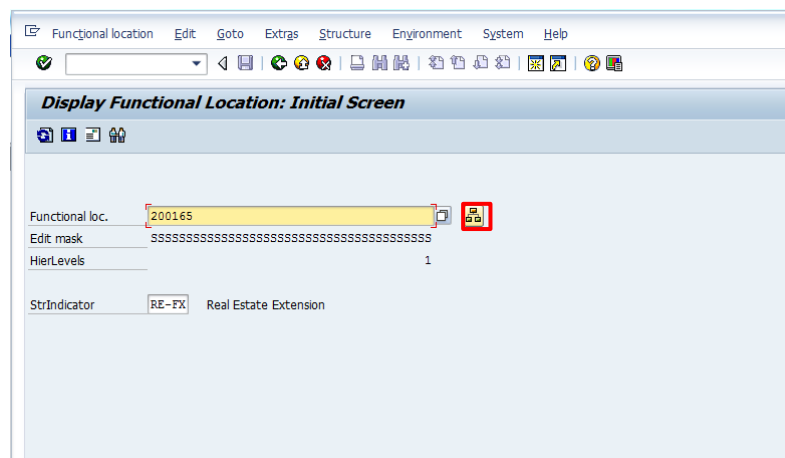 Functional location Edit Goto Extras Structure Environment System Help
Display Functional Location: Initial Screen
Functional loc. 200165
Edit mask SSSSSSSSSSSSSSSSSSSSSSSSSSSSSSSSSSSSSSSS
HierLevels 1
StrIndicator RE-FX Real Estate Extension